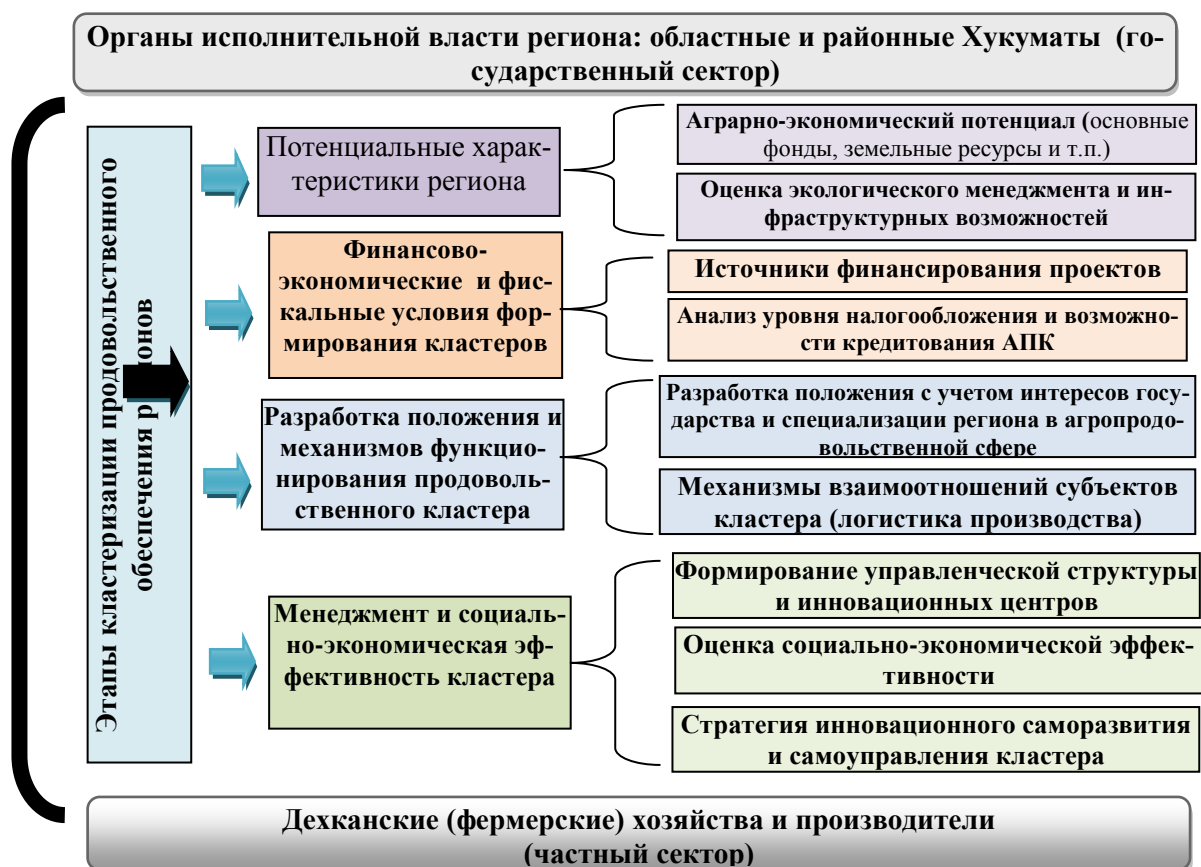 Органы исполнительной власти региона: областные и районные Хукуматы (го-
сударственный сектор)
Этапы кластеризации продовольственного
обеспечения
Потенциальные харак-
теристики региона
Аграрно-экономический потенциал (основные
фонды, земельные ресурсы и т.п.)
Оценка экологического менеджмента и ин-
фраструктурных возможностей
Финансово-
экономические и фис-
кальные условия фор-
мирования кластеров
Источники финансирования проектов
Анализ уровня налогообложения и возможно-
сти кредитования АПК
Разработка положения и
механизмов функцио-
нирования продоволь-
ственного кластера
Разработка положения с учетом интересов госу-
дарства и специализации региона в агропродо-
вольственной сфере
Механизмы взаимоотношений субъектов
кластера (логистика производства)
Менеджмент и социаль-
но-экономическая эф-
фективность кластера
Формирование управленческой структуры
и инновационных центров
Оценка социально-экономической эффек-
тивности
Стратегия инновационного саморазвития
и самоуправления кластера
Дехканские (фермерские) хозяйства и производители
(частный сектор)